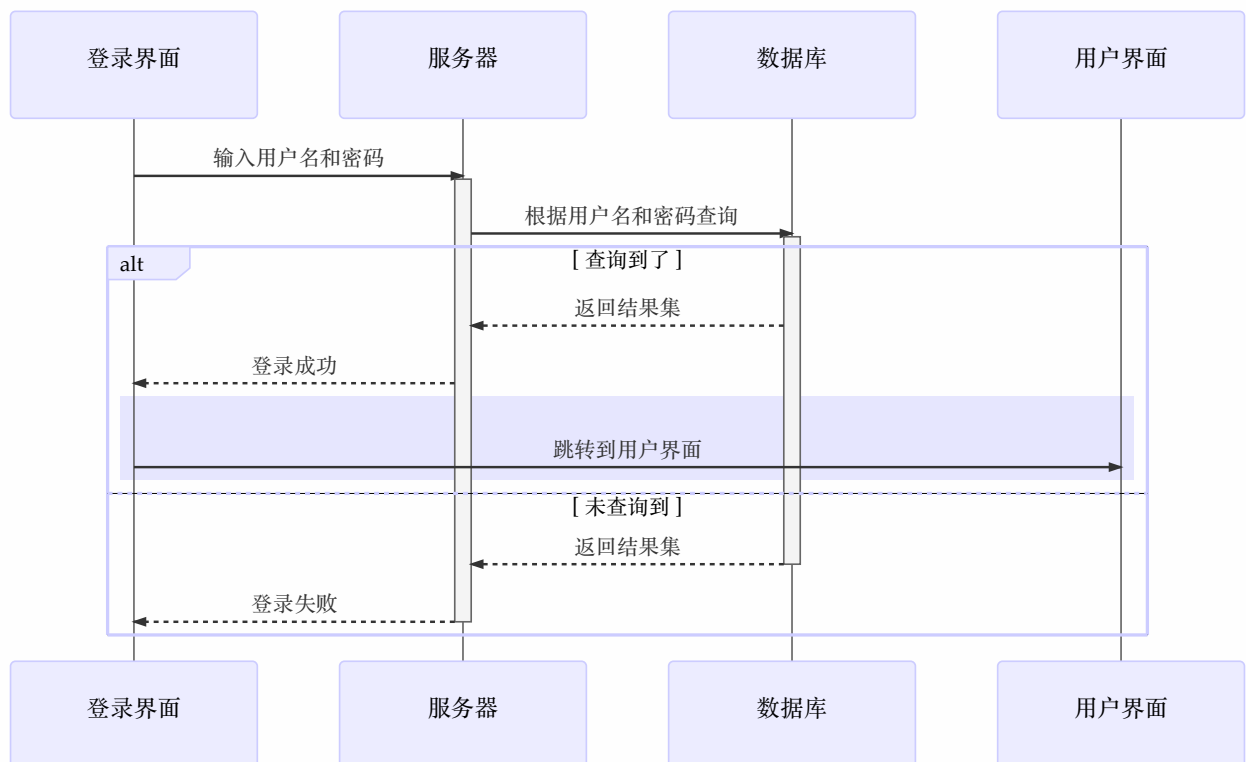 登录界面
服务器
数据库
用户界面
输入用户名和密码
根据用户名和密码查询
alt
[ 查询到了 ]
返回结果集
登录成功
跳转到用户界面
[ 未查询到 ]
返回结果集
登录失败
登录界面
服务器
数据库
用户界面